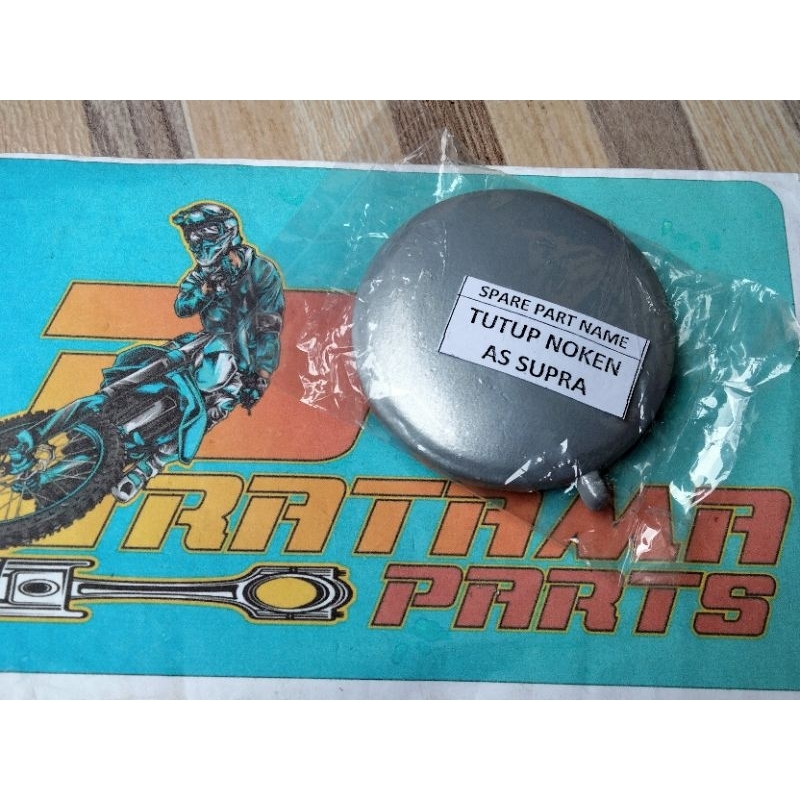 SPARE PART NAME
TUTUP NOKEN
AS SUPRA
PRATAMA
PARTS